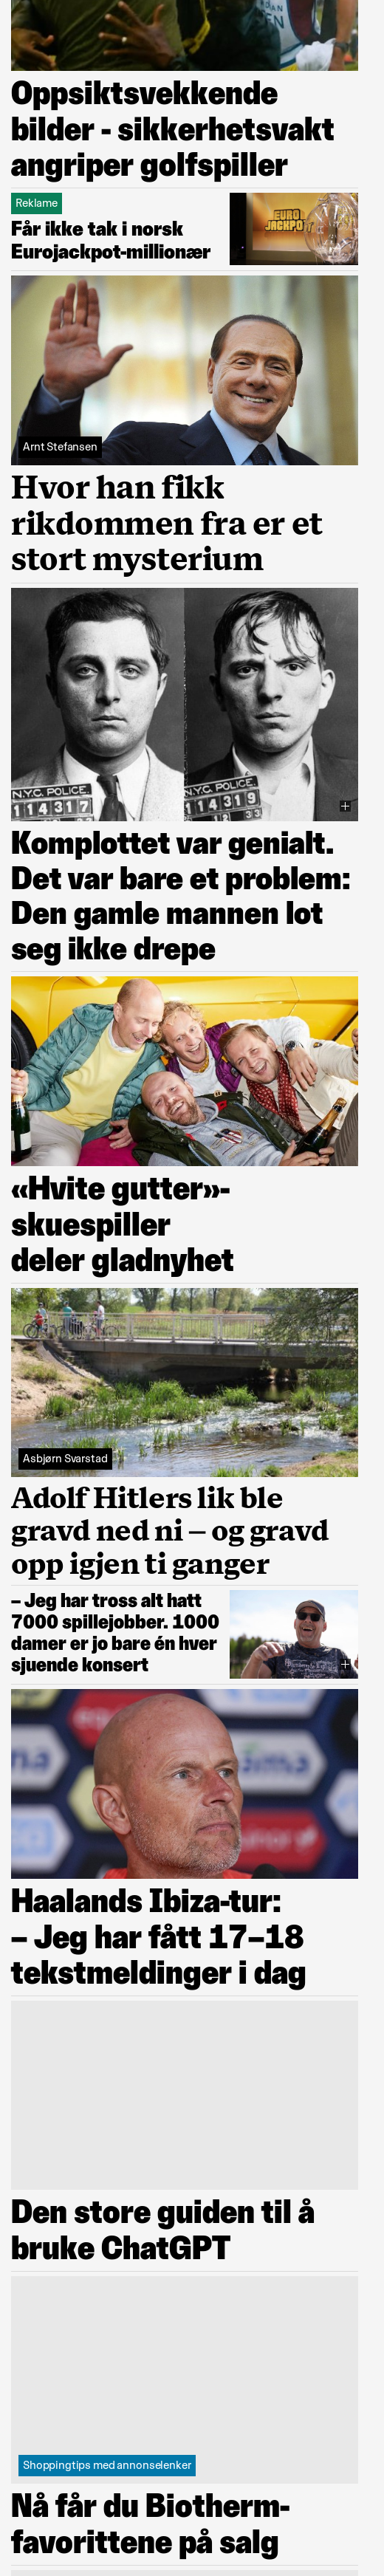 Oppsiktsvekkende
bilder - sikkerhetsvakt
angriper golfspiller
Reklame
Får ikke tak i norsk
Eurojackpot-millionær
EURO
JACKPOT
Arnt Stefansen
Hvor han fikk
rikdommen fra er et
stort mysterium
N.Y.C. POLICE.
114317
N.Y.C. POLICE
114319
33
Komplottet var genialt.
Det var bare et problem:
Den gamle mannen lot
seg ikke drepe
«Hvite gutter»-
skuespiller
deler gladnyhet
Asbjørn Svarstad
Adolf Hitlers lik ble
gravd ned ni – og gravd
opp igjen ti ganger
– Jeg har tross alt hatt
7000 spillejobber. 1000
damer er jo bare én hver
sjuende konsert
Haalands Ibiza-tur:
– Jeg har fått 17–18
tekstmeldinger i dag
Den store guiden til å
bruke ChatGPT
Shoppingtips med annonselenker
Nå får du Biotherm-
favorittene på salg